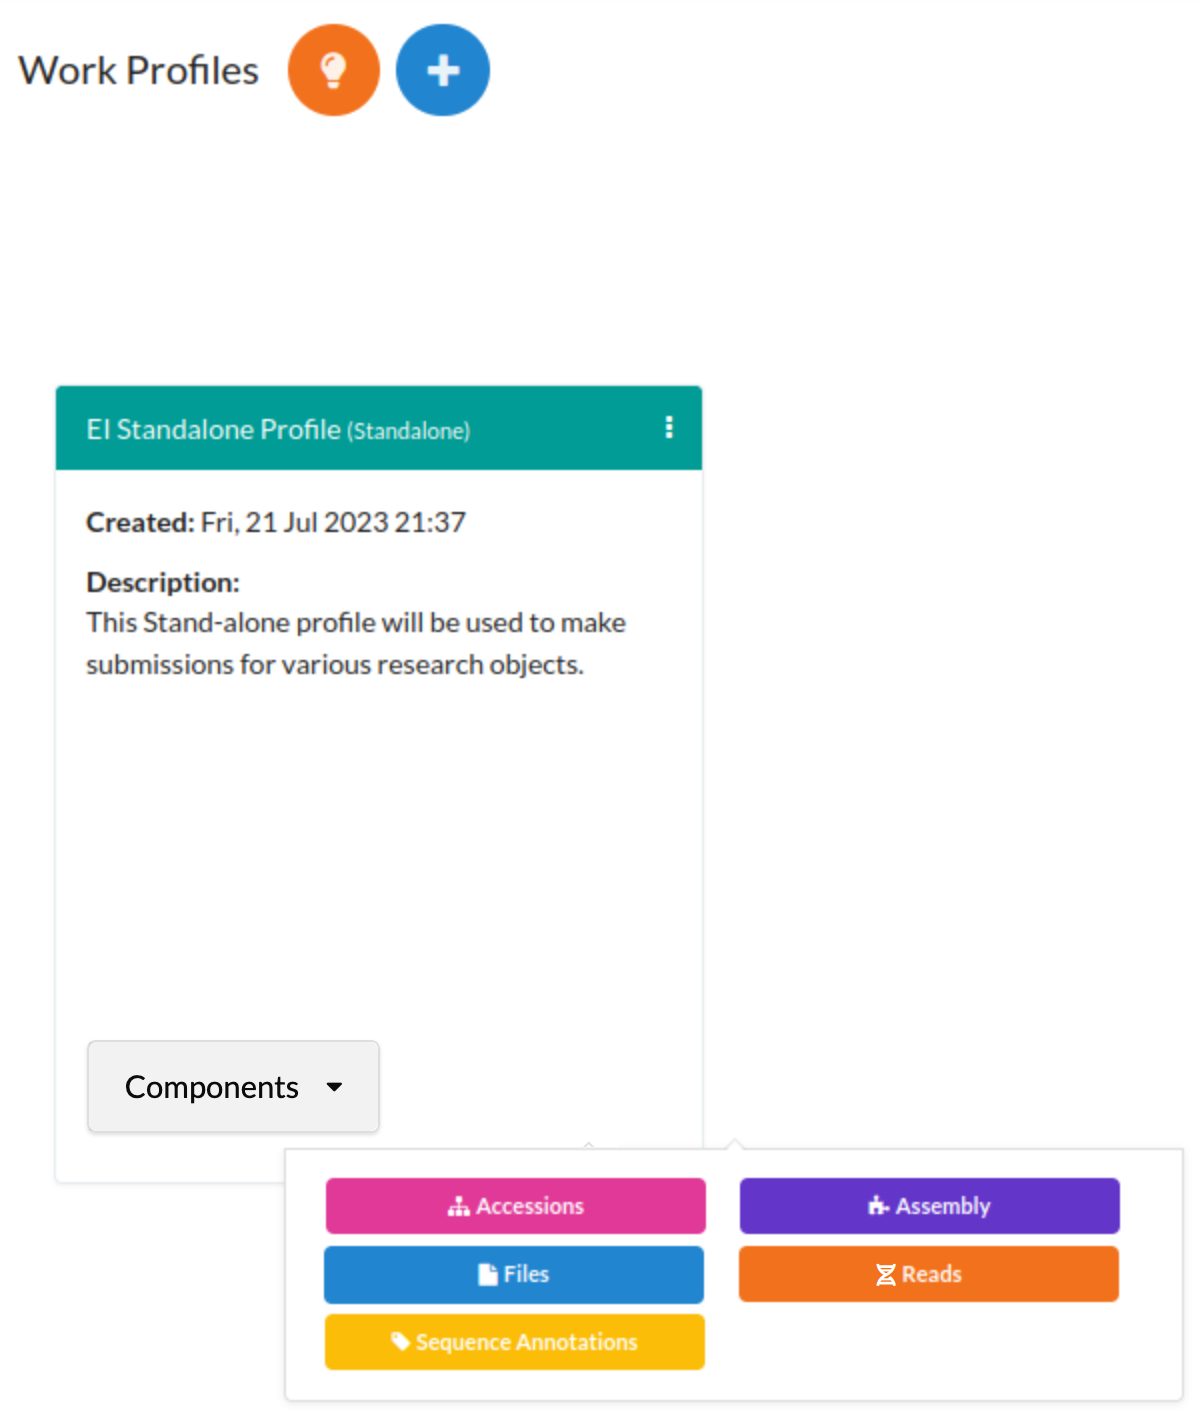 Work Profiles
EI Standalone Profile (Standalone)
Created: Fri, 21 Jul 2023 21:37
Description:
This Stand-alone profile will be used to make
submissions for various research objects.
Components
Accessions
Assembly
Files
Reads
Sequence Annotations